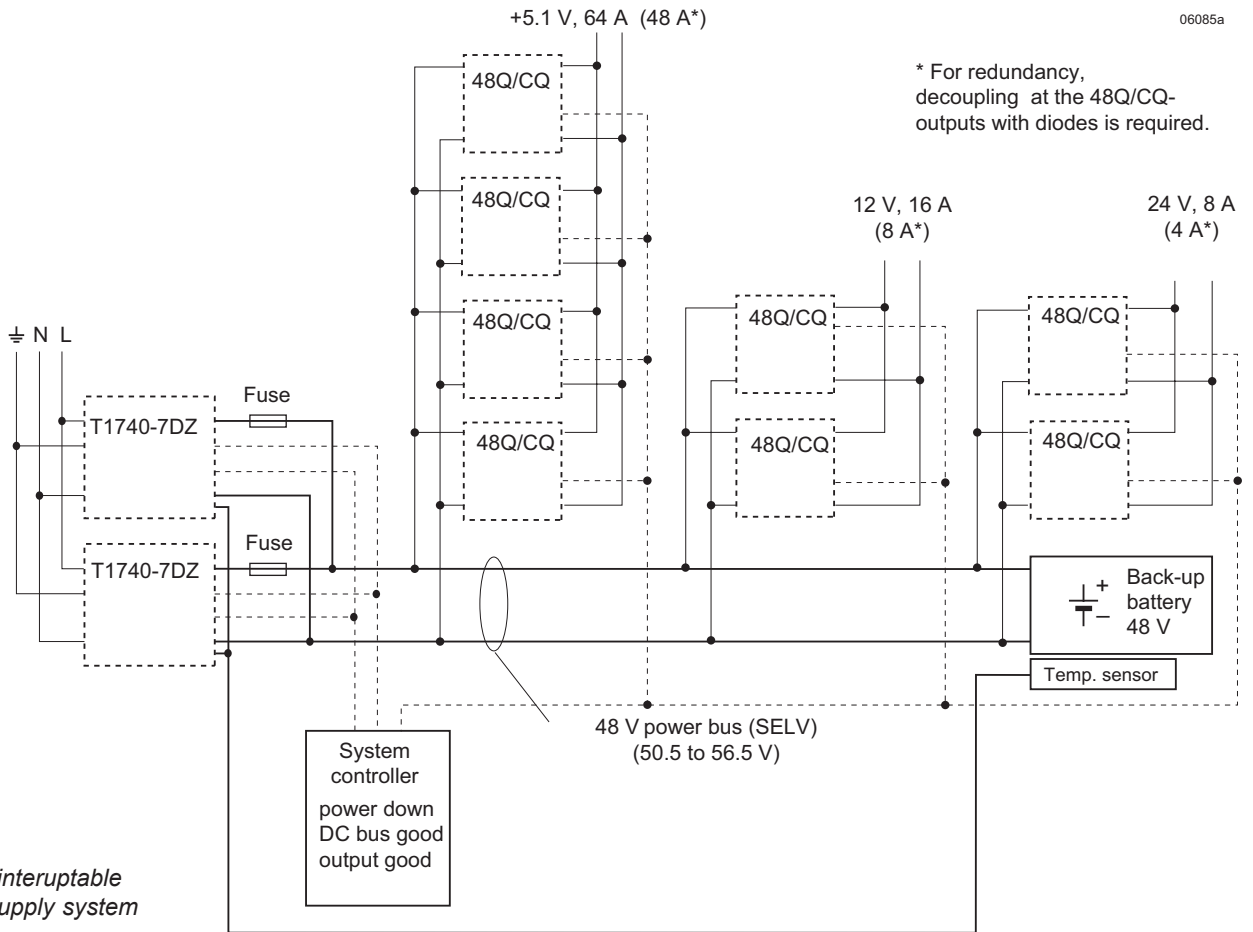 +5.1 V, 64 A (48 A*)
06085a
* For redundancy,
decoupling at the 48Q/CQ-
outputs with diodes is required.
48Q/CQ
48Q/CQ
48Q/CQ
48Q/CQ
12 V, 16 A
(8 A*)
48Q/CQ
48Q/CQ
24 V, 8 A
(4 A*)
48Q/CQ
48Q/CQ
N L
T1740-7DZ
Fuse
T1740-7DZ
Fuse
+
–
Back-up
battery
48 V
Temp. sensor
48 V power bus (SELV)
(50.5 to 56.5 V)
System
controller
power down
DC bus good
output good
interuptable
upply system